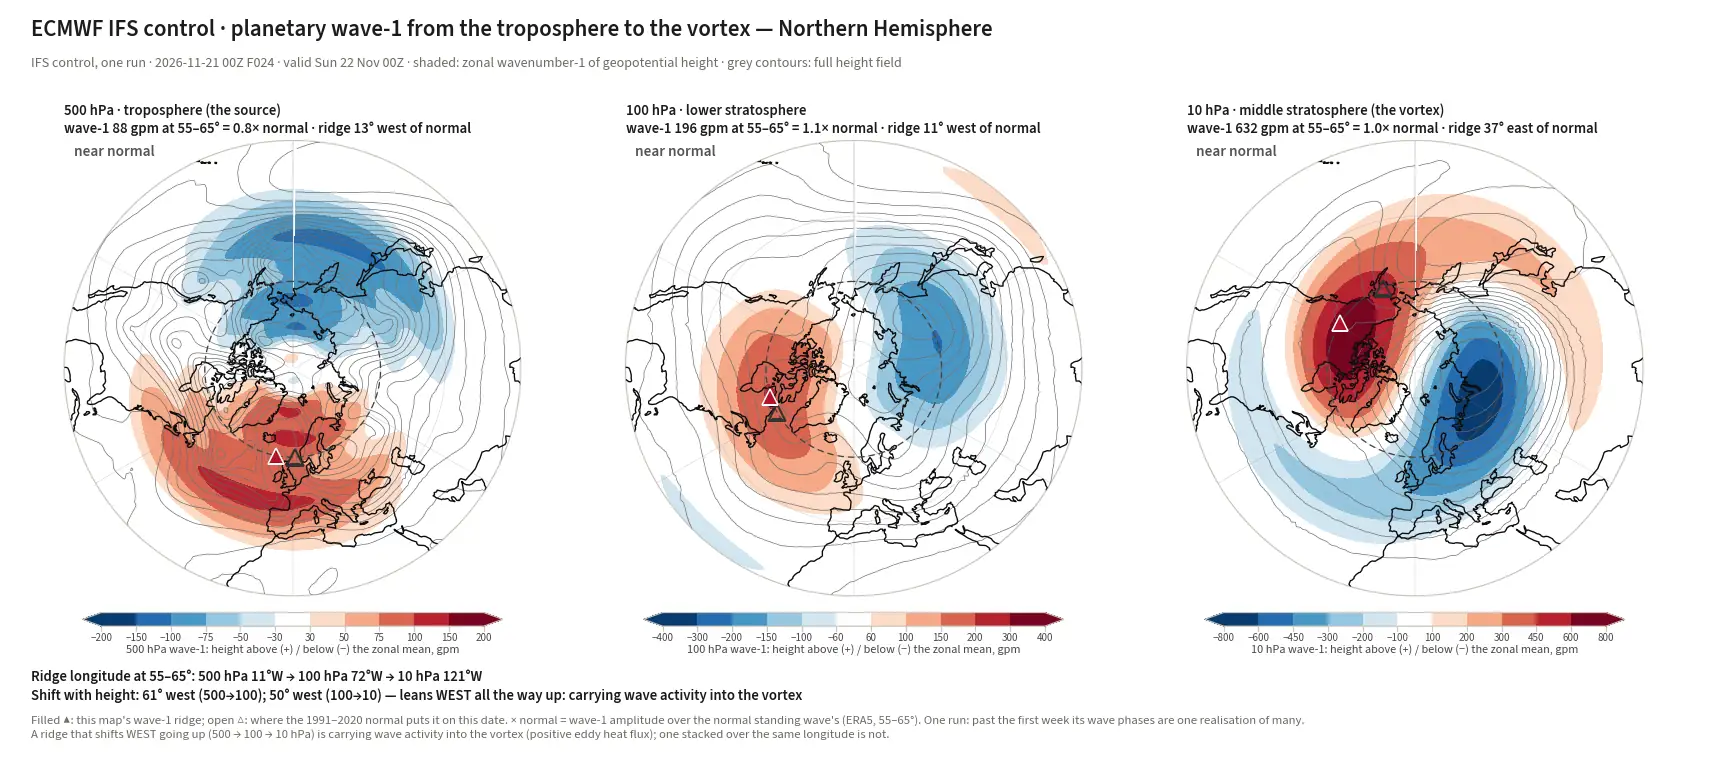 ECMWF IFS control · planetary wave-1 from the troposphere to the vortex — Northern Hemisphere
IFS control, one run · 2026-11-21 00Z F024 · valid Sun 22 Nov 00Z · shaded: zonal wavenumber-1 of geopotential height · grey contours: full height field
500 hPa · troposphere (the source)
wave-1 88 gpm at 55–65° = 0.8× normal · ridge 13° west of normal
near normal
100 hPa · lower stratosphere
wave-1 196 gpm at 55–65° = 1.1× normal · ridge 11° west of normal
near normal
10 hPa · middle stratosphere (the vortex)
wave-1 632 gpm at 55–65° = 1.0× normal · ridge 37° east of normal
near normal
−200 −150 −100 −75 −50 −30 30 50 75 100 150 200
500 hPa wave-1: height above (+) / below (−) the zonal mean, gpm
−400 −300 −200 −150 −100 −60 60 100 150 200 300 400
100 hPa wave-1: height above (+) / below (−) the zonal mean, gpm
−800 −600 −450 −300 −200 −100 100 200 300 450 600 800
10 hPa wave-1: height above (+) / below (−) the zonal mean, gpm
Ridge longitude at 55–65°: 500 hPa 11°W → 100 hPa 72°W → 10 hPa 121°W
Shift with height: 61° west (500→100); 50° west (100→10) — leans WEST all the way up: carrying wave activity into the vortex
Filled ▲: this map's wave-1 ridge; open △: where the 1991–2020 normal puts it on this date. × normal = wave-1 amplitude over the normal standing wave's (ERA5, 55–65°). One run: past the first week its wave phases are one realisation of many.
A ridge that shifts WEST going up (500 → 100 → 10 hPa) is carrying wave activity into the vortex (positive eddy heat flux); one stacked over the same longitude is not.